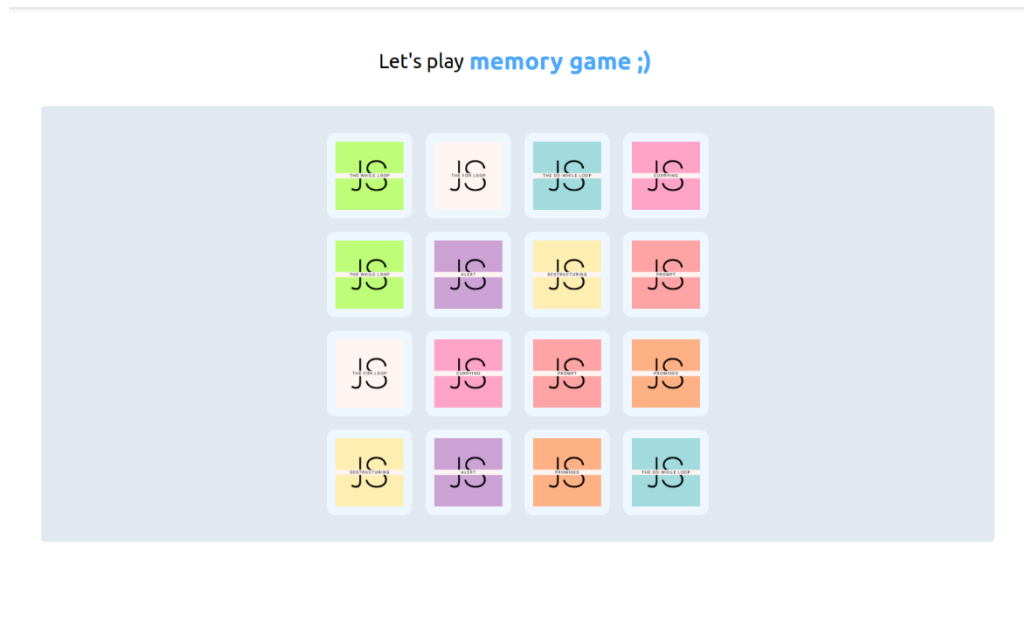 Let's play memory game ;)
JS
THE WHILE LOOP
JS
THE FOR LOOP
JS
THE DO WHILE LOOP
JS
CURRYING
JS
THE WHILE LOOP
JS
ALERT
JS
DESTRUCTURING
JS
PROMPT
JS
THE FOR LOOP
JS
CURRYING
JS
PROMPT
JS
PROMISES
JS
DESTRUCTURING
JS
ALERT
JS
PROMISES
JS
THE DO WHILE LOOP